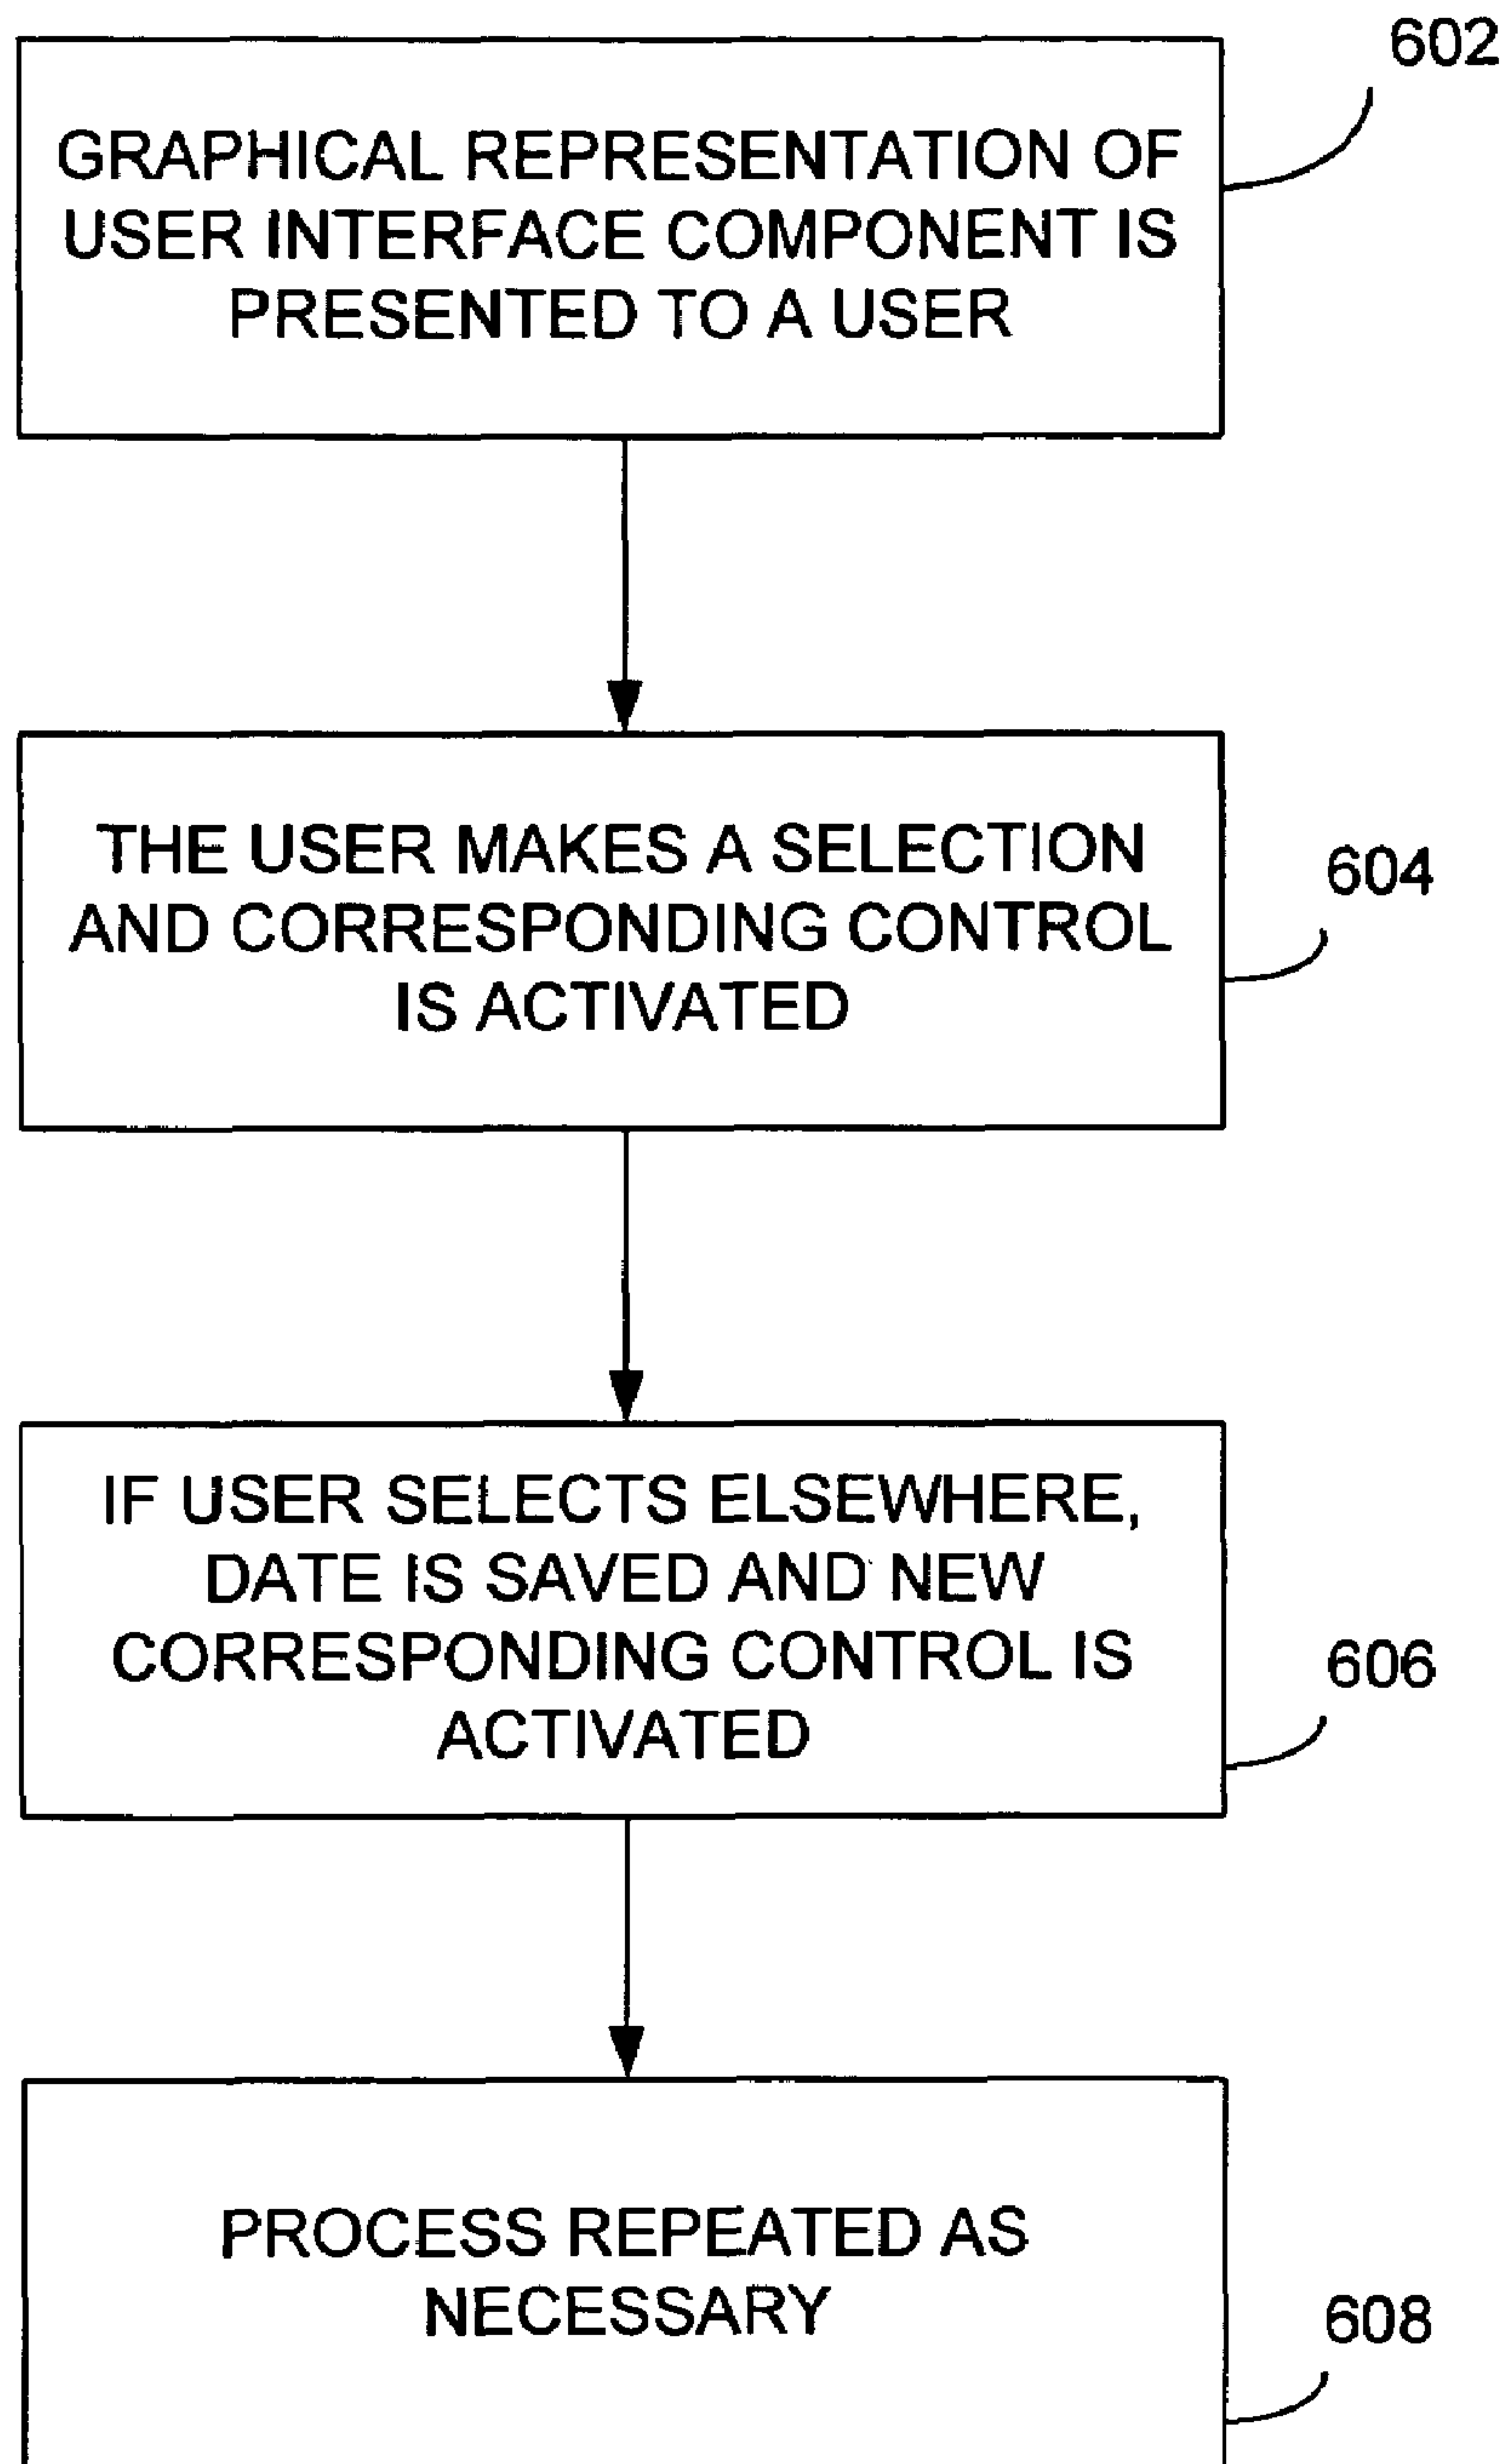 602
GRAPHICAL REPRESENTATION OF
USER INTERFACE COMPONENT IS
PRESENTED TO A USER
THE USER MAKES A SELECTION
AND CORRESPONDING CONTROL
IS ACTIVATED
604
IF USER SELECTS ELSEWHERE,
DATE IS SAVED AND NEW
CORRESPONDING CONTROL IS
ACTIVATED
606
PROCESS REPEATED AS
NECESSARY
608